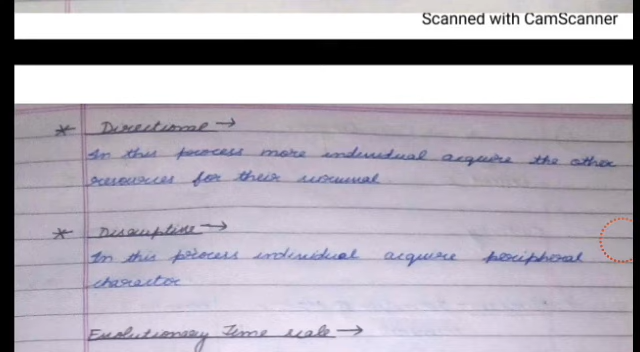 Scanned with CamScanner
* Directional →
In this process more individual acquire the other
resources for their survival
* Disruptive →
In this process individual acquire peripheral
character
Evolutionary Time scale →